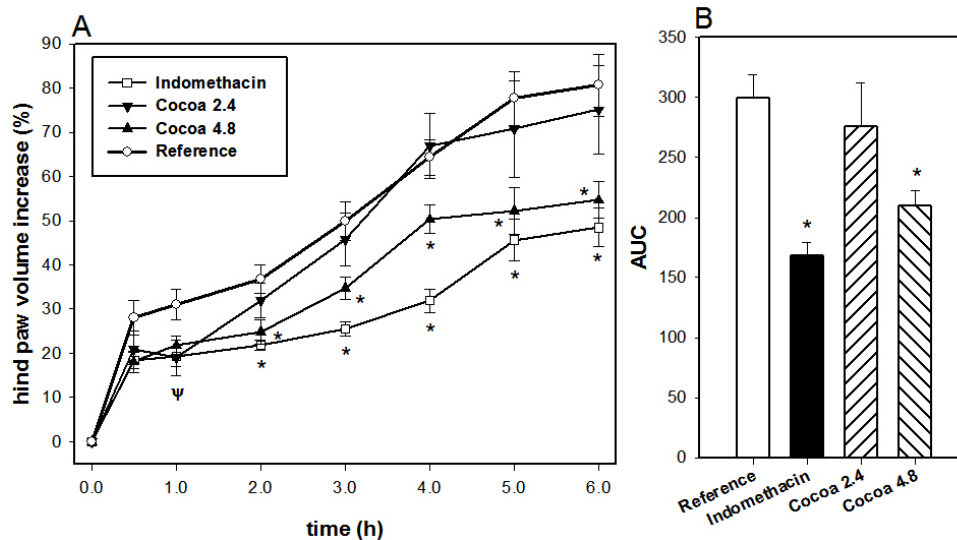 A
hind paw volume increase (%)
90
80
70
60
50
40
30
20
10
0
Indomethacin
Cocoa 2.4
Cocoa 4.8
Reference
*
*
*
*
*
*
*
*
*
*
ψ
0.0 1.0 2.0 3.0 4.0 5.0 6.0
time (h)
B
AUC
300
250
200
150
100
50
0
*
*
Reference
Indomethacin
Cocoa 2.4
Cocoa 4.8